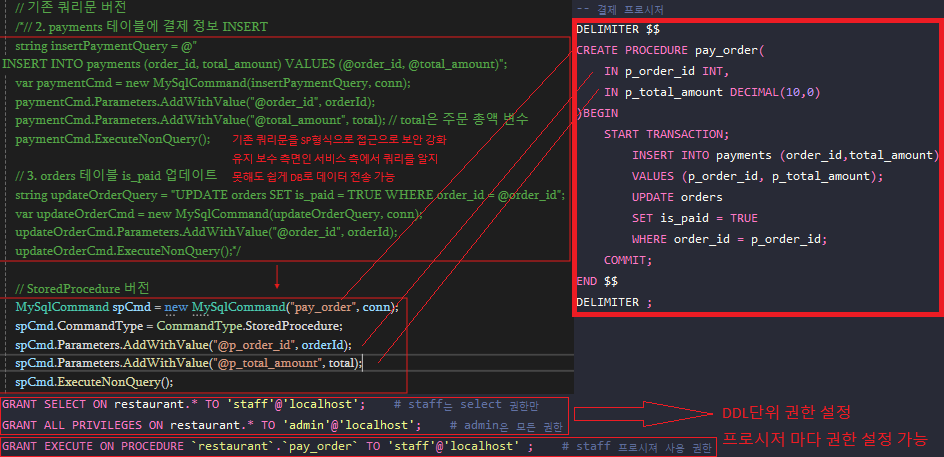 // 기존 쿼리문 버전
/*// 2. payments 테이블에 결제 정보 INSERT
string insertPaymentQuery = @"
INSERT INTO payments (order_id, total_amount) VALUES (@order_id, @total_amount)";
var paymentCmd = new MySqlCommand(insertPaymentQuery, conn);
paymentCmd.Parameters.AddWithValue("@order_id", orderId);
paymentCmd.Parameters.AddWithValue("@total_amount", total); // total은 주문 총액 변수
paymentCmd.ExecuteNonQuery();
기존 쿼리문을 SP형식으로 접근으로 보안 강화
유지 보수 측면인 서비스 측에서 쿼리를 알지
못해도 쉽게 DB로 데이터 전송 가능
// 3. orders 테이블 is_paid 업데이트
string updateOrderQuery = "UPDATE orders SET is_paid = TRUE WHERE order_id = @order_id";
var updateOrderCmd = new MySqlCommand(updateOrderQuery, conn);
updateOrderCmd.Parameters.AddWithValue("@order_id", orderId);
updateOrderCmd.ExecuteNonQuery();*/
// StoredProcedure 버전
MySqlCommand spCmd = new MySqlCommand("pay_order", conn);
spCmd.CommandType = CommandType.StoredProcedure;
spCmd.Parameters.AddWithValue("@p_order_id", orderId);
spCmd.Parameters.AddWithValue("@p_total_amount", total);
spCmd.ExecuteNonQuery();
-- 결제 프로시저
DELIMITER $$
CREATE PROCEDURE pay_order(
IN p_order_id INT,
IN p_total_amount DECIMAL(10,0)
)BEGIN
START TRANSACTION;
INSERT INTO payments (order_id,total_amount)
VALUES (p_order_id, p_total_amount);
UPDATE orders
SET is_paid = TRUE
WHERE order_id = p_order_id;
COMMIT;
END $$
DELIMITER ;
GRANT SELECT ON restaurant.* TO 'staff'@'localhost'; # staff는 select 권한만
GRANT ALL PRIVILEGES ON restaurant.* TO 'admin'@'localhost'; # admin은 모든 권한
GRANT EXECUTE ON PROCEDURE `restaurant`.`pay_order` TO 'staff'@'localhost' ; # staff 프로시저 사용 권한
DDL단위 권한 설정
프로시저 마다 권한 설정 가능